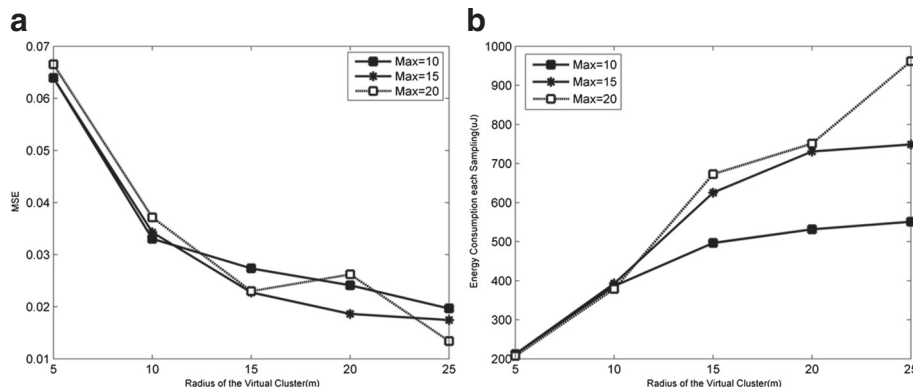 a
0.07
0.06
0.05
0.04
0.03
0.02
0.01
MSE
5
10
15
20
25
Radius of the Virtual Cluster(m)
Max=10
Max=15
Max=20
b
1000
900
800
700
600
500
400
300
200
Energy Consumption each Sampling(uJ)
5
10
15
20
25
Radius of the Virtual Cluster(m)
Max=10
Max=15
Max=20